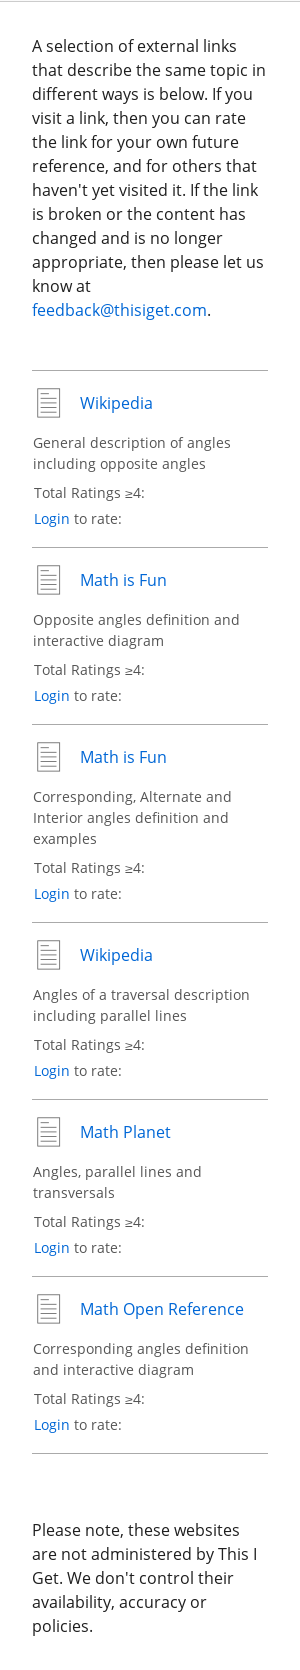 A selection of external links
that describe the same topic in
different ways is below. If you
visit a link, then you can rate
the link for your own future
reference, and for others that
haven't yet visited it. If the link
is broken or the content has
changed and is no longer
appropriate, then please let us
know at
feedback@thisiget.com.
Wikipedia
General description of angles
including opposite angles
Total Ratings ≥4:
Login to rate:
Math is Fun
Opposite angles definition and
interactive diagram
Total Ratings ≥4:
Login to rate:
Math is Fun
Corresponding, Alternate and
Interior angles definition and
examples
Total Ratings ≥4:
Login to rate:
Wikipedia
Angles of a traversal description
including parallel lines
Total Ratings ≥4:
Login to rate:
Math Planet
Angles, parallel lines and
transversals
Total Ratings ≥4:
Login to rate:
Math Open Reference
Corresponding angles definition
and interactive diagram
Total Ratings ≥4:
Login to rate:
Please note, these websites
are not administered by This I
Get. We don't control their
availability, accuracy or
policies.